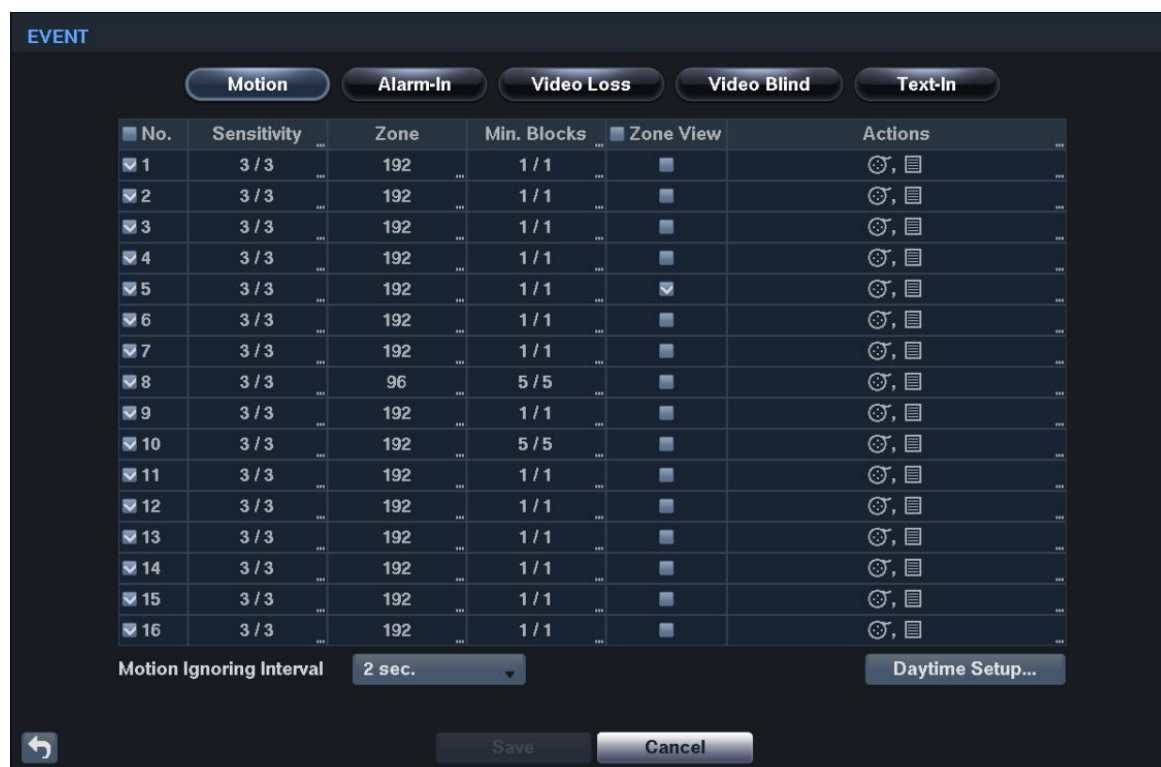 EVENT
Motion Alarm-In Video Loss Video Blind Text-In
No. Sensitivity ... Zone Min. Blocks ... Zone View Actions ...
1 3 / 3 ... 192 ... 1 / 1 ... , ...
2 3 / 3 ... 192 ... 1 / 1 ... , ...
3 3 / 3 ... 192 ... 1 / 1 ... , ...
4 3 / 3 ... 192 ... 1 / 1 ... , ...
5 3 / 3 ... 192 ... 1 / 1 ... , ...
6 3 / 3 ... 192 ... 1 / 1 ... , ...
7 3 / 3 ... 192 ... 1 / 1 ... , ...
8 3 / 3 ... 96 ... 5 / 5 ... , ...
9 3 / 3 ... 192 ... 1 / 1 ... , ...
10 3 / 3 ... 192 ... 5 / 5 ... , ...
11 3 / 3 ... 192 ... 1 / 1 ... , ...
12 3 / 3 ... 192 ... 1 / 1 ... , ...
13 3 / 3 ... 192 ... 1 / 1 ... , ...
14 3 / 3 ... 192 ... 1 / 1 ... , ...
15 3 / 3 ... 192 ... 1 / 1 ... , ...
16 3 / 3 ... 192 ... 1 / 1 ... , ...
Motion Ignoring Interval 2 sec. Daytime Setup...
Save Cancel